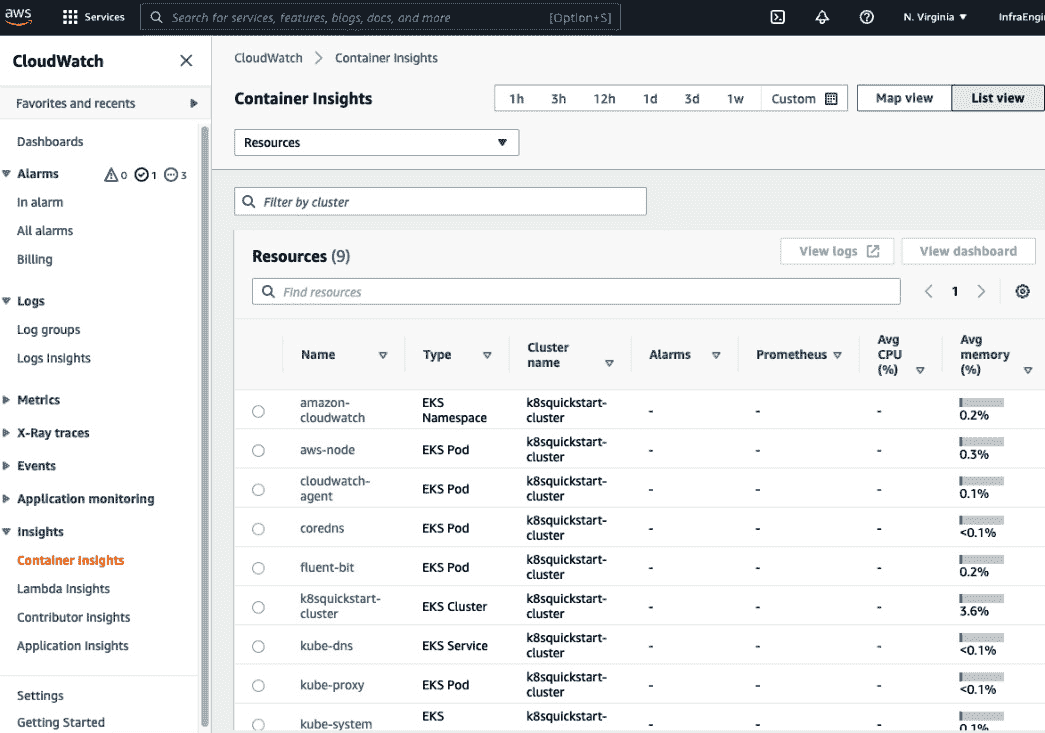 aws
Services
Search for services, features, blogs, docs, and more
[Option+S]
N. Virginia
CloudWatch
Favorites and recents
Dashboards
Alarms
0
1
3
In alarm
All alarms
Billing
Logs
Log groups
Logs Insights
Metrics
X-Ray traces
Events
Application monitoring
Insights
Container Insights
Lambda Insights
Contributor Insights
Application Insights
Settings
Getting Started
CloudWatch
Container Insights
Container Insights
1h
3h
12h
1d
3d
1w
Custom
Map view
List view
Resources
Filter by cluster
Resources (9)
View logs
View dashboard
Find resources
1
Name
Type
Cluster
name
Alarms
Prometheus
Avg
CPU
(%)
Avg
memory
(%)
amazon-
cloudwatch
EKS
Namespace
k8squickstart-
cluster
-
-
-
0.2%
aws-node
EKS Pod
k8squickstart-
cluster
-
-
-
0.3%
cloudwatch-
agent
EKS Pod
k8squickstart-
cluster
-
-
-
0.1%
coredns
EKS Pod
k8squickstart-
cluster
-
-
-
<0.1%
fluent-bit
EKS Pod
k8squickstart-
cluster
-
-
-
0.2%
k8squickstart-
cluster
EKS Cluster
k8squickstart-
cluster
-
-
-
3.6%
kube-dns
EKS Service
k8squickstart-
cluster
-
-
-
<0.1%
kube-proxy
EKS Pod
k8squickstart-
cluster
-
-
-
<0.1%
kube-system
EKS
k8squickstart-
-
-
-
0.1%